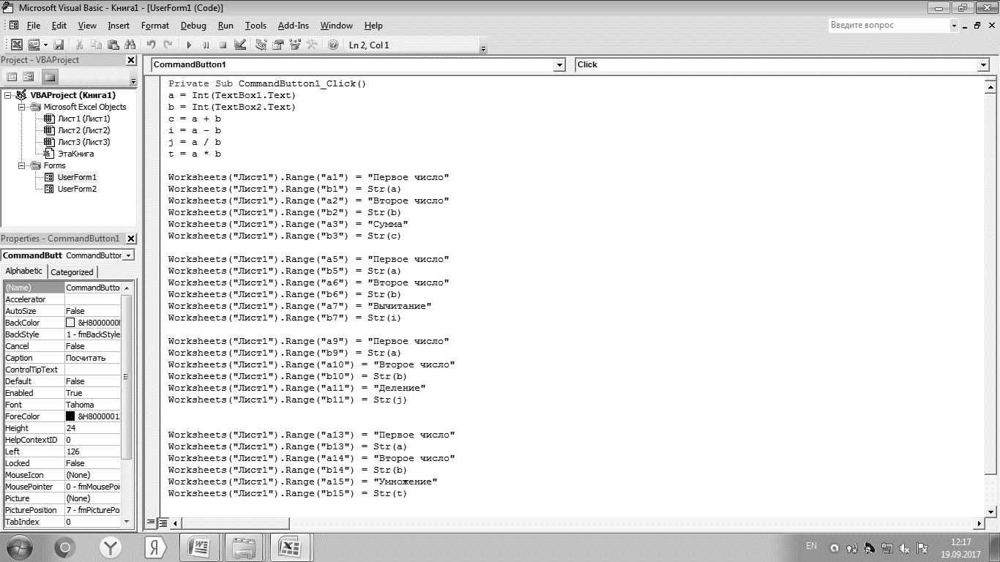 Microsoft Visual Basic - Книга1 - [UserForm1 (Code)]
File Edit View Insert Format Debug Run Tools Add-Ins Window Help
Введите вопрос
Ln 2, Col 1
Project - VBAProject
VBAProject (Книга1)
Microsoft Excel Objects
Лист1 (Лист1)
Лист2 (Лист2)
Лист3 (Лист3)
ЭтаКнига
Forms
UserForm1
UserForm2
Properties - CommandButton1
CommandButt CommandButton
Alphabetic Categorized
(Name) CommandButto
Accelerator
AutoSize False
BackColor &H8000000
BackStyle 1 - fmBackStyle
Cancel False
Caption Посчитать
ControlTipText
Default False
Enabled True
Font Tahoma
ForeColor &H8000001
Height 24
HelpContextID 0
Left 126
Locked False
MouseIcon (None)
MousePointer 0 - fmMousePoi
Picture (None)
PicturePosition 7 - fmPicturePo
TabIndex 0
CommandButton1 Click
Private Sub CommandButton1_Click()
a = Int(TextBox1.Text)
b = Int(TextBox2.Text)
c = a + b
i = a - b
j = a / b
t = a * b
Worksheets("Лист1").Range("a1") = "Первое число"
Worksheets("Лист1").Range("b1") = Str(a)
Worksheets("Лист1").Range("a2") = "Второе число"
Worksheets("Лист1").Range("b2") = Str(b)
Worksheets("Лист1").Range("a3") = "Сумма"
Worksheets("Лист1").Range("b3") = Str(c)
Worksheets("Лист1").Range("a5") = "Первое число"
Worksheets("Лист1").Range("b5") = Str(a)
Worksheets("Лист1").Range("a6") = "Второе число"
Worksheets("Лист1").Range("b6") = Str(b)
Worksheets("Лист1").Range("a7") = "Вычитание"
Worksheets("Лист1").Range("b7") = Str(i)
Worksheets("Лист1").Range("a9") = "Первое число"
Worksheets("Лист1").Range("b9") = Str(a)
Worksheets("Лист1").Range("a10") = "Второе число"
Worksheets("Лист1").Range("b10") = Str(b)
Worksheets("Лист1").Range("a11") = "Деление"
Worksheets("Лист1").Range("b11") = Str(j)
Worksheets("Лист1").Range("a13") = "Первое число"
Worksheets("Лист1").Range("b13") = Str(a)
Worksheets("Лист1").Range("a14") = "Второе число"
Worksheets("Лист1").Range("b14") = Str(b)
Worksheets("Лист1").Range("a15") = "Умножение"
Worksheets("Лист1").Range("b15") = Str(t)
EN
12:17
19.09.2017